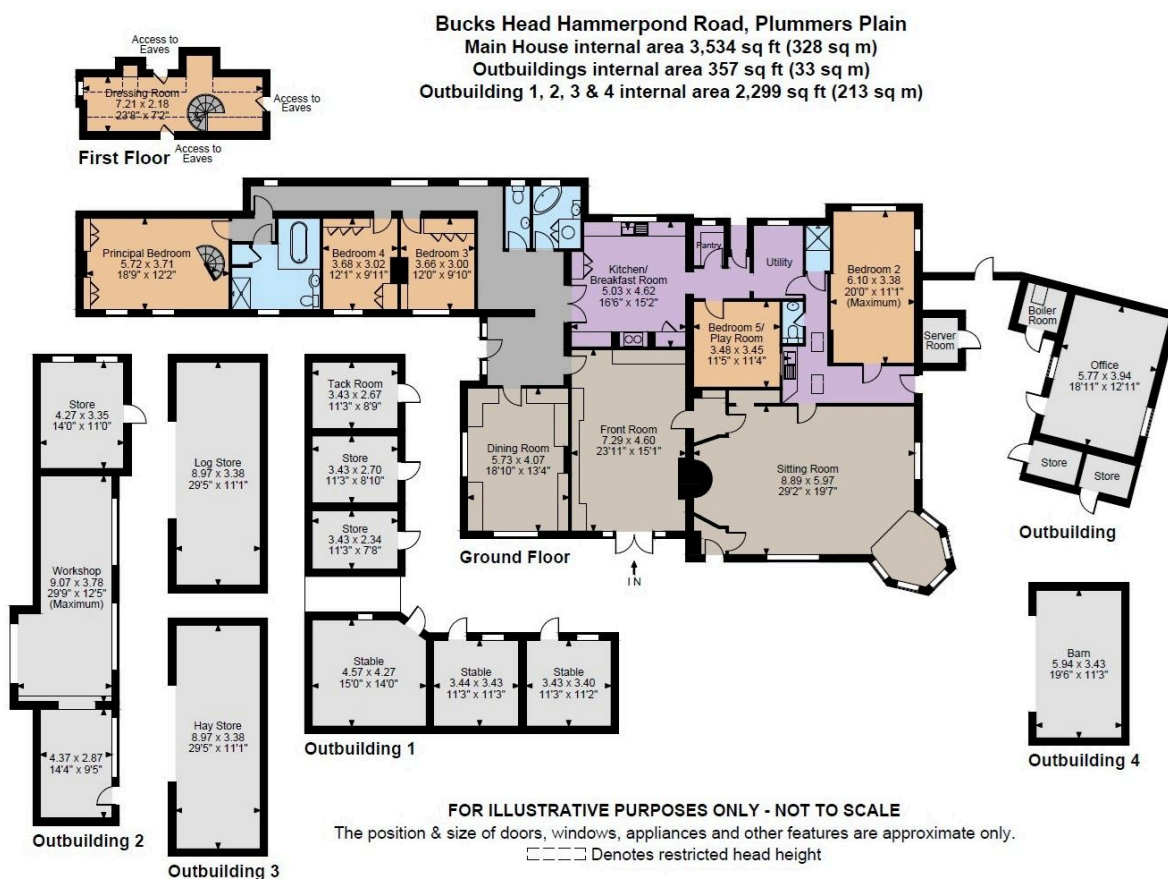 Bucks Head Hammerpond Road, Plummers Plain
Main House internal area 3,534 sq ft (328 sq m)
Outbuildings internal area 357 sq ft (33 sq m)
Outbuilding 1, 2, 3 & 4 internal area 2,299 sq ft (213 sq m)
Access to
Eaves
Dressing Room
7.21 x 2.18
23'8" x 7'2"
Access to
Eaves
Access to
Eaves
First Floor
Principal Bedroom
5.72 x 3.71
18'9" x 12'2"
Bedroom 4
3.68 x 3.02
12'1" x 9'11"
Bedroom 3
3.66 x 3.00
12'0" x 9'10"
Kitchen/
Breakfast Room
5.03 x 4.62
16'6" x 15'2"
Pantry
Utility
Bedroom 2
6.10 x 3.38
20'0" x 11'1"
(Maximum)
Bedroom 5/
Play Room
3.48 x 3.45
11'5" x 11'4"
Server
Room
Boiler
Room
Office
5.77 x 3.94
18'11" x 12'11"
Store
Store
Outbuilding
Store
4.27 x 3.35
14'0" x 11'0"
Log Store
8.97 x 3.38
29'5" x 11'1"
Tack Room
3.43 x 2.67
11'3" x 8'9"
Store
3.43 x 2.70
11'3" x 8'10"
Store
3.43 x 2.34
11'3" x 7'8"
Dining Room
5.73 x 4.07
18'10" x 13'4"
Front Room
7.29 x 4.60
23'11" x 15'1"
Sitting Room
8.89 x 5.97
29'2" x 19'7"
Ground Floor
IN
Workshop
9.07 x 3.78
29'9" x 12'5"
(Maximum)
4.37 x 2.87
14'4" x 9'5"
Outbuilding 2
Hay Store
8.97 x 3.38
29'5" x 11'1"
Outbuilding 3
Stable
4.57 x 4.27
15'0" x 14'0"
Stable
3.44 x 3.43
11'3" x 11'3"
Stable
3.43 x 3.40
11'3" x 11'2"
Outbuilding 1
Barn
5.94 x 3.43
19'6" x 11'3"
Outbuilding 4
FOR ILLUSTRATIVE PURPOSES ONLY - NOT TO SCALE
The position & size of doors, windows, appliances and other features are approximate only.
Denotes restricted head height